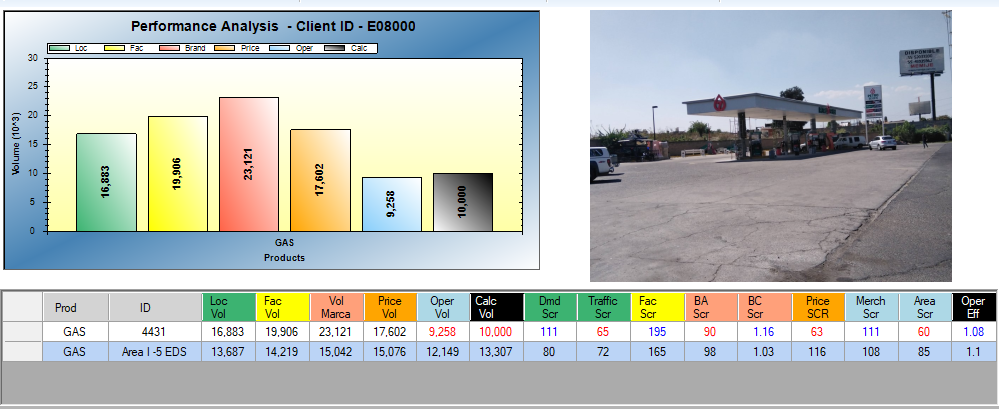 Performance Analysis - Client ID - E08000
Loc Fac Brand Price Oper Calc
Volume (10^3)
30
25
20
15
10
5
0
16,883 19,906 23,121 17,602 9,258 10,000
GAS
Products
DISPONIBLE
Prod ID Loc Vol Fac Vol Vol Marca Price Vol Oper Vol Calc Vol Dmd Scr Traffic Scr Fac Scr BA Scr BC Scr Price SCR Merch Scr Area Scr Oper Eff
GAS 4431 16,883 19,906 23,121 17,602 9,258 10,000 111 65 195 90 1.16 63 111 60 1.08
GAS Area I -5 EDS 13,687 14,219 15,042 15,076 12,149 13,307 80 72 165 98 1.03 116 108 85 1.1